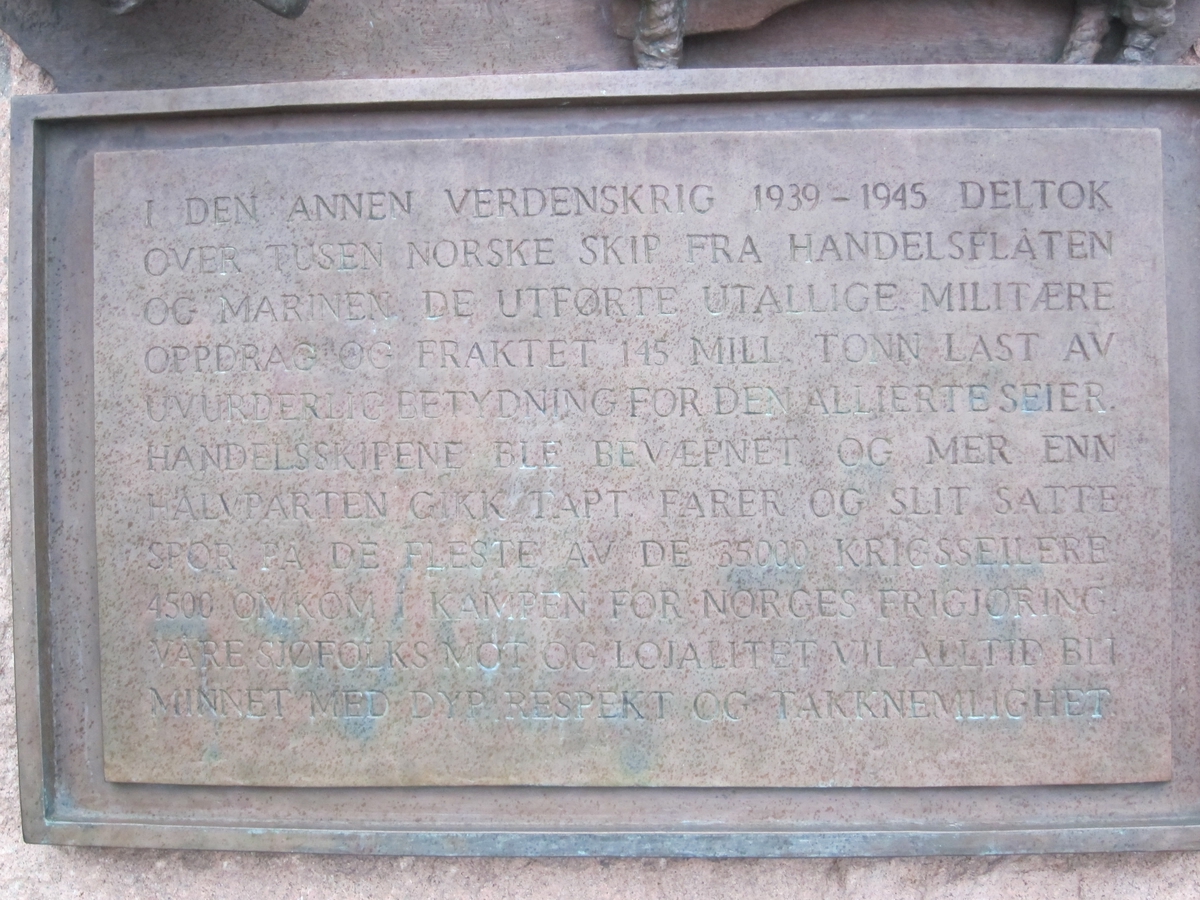 I DEN ANNEN VERDENSKRIG 1939-1945 DELTOK
OVER TUSEN NORSKE SKIP FRA HANDELSFLÅTEN
OG MARINEN. DE UTFØRTE UTALLIGE MILITÆRE
OPPDRAG OG FRAKTET 145 MILL. TONN LAST AV
UVURDERLIG BETYDNING FOR DEN ALLIERTE SEIER.
HANDELSSKIPENE BLE BEVÆPNET OG MER ENN
HALVPARTEN GIKK TAPT. FARER OG SLIT SATTE
SPOR PÅ DE FLESTE AV DE 35000 KRIGSSEILERE
4500 OMKOM I KAMPEN FOR NORGES FRIGJØRING.
VÅRE SJØFOLKS MOT OG LOJALITET VIL ALLTID BLI
MINNET MED DYP RESPEKT OG TAKKNEMLIGHET.